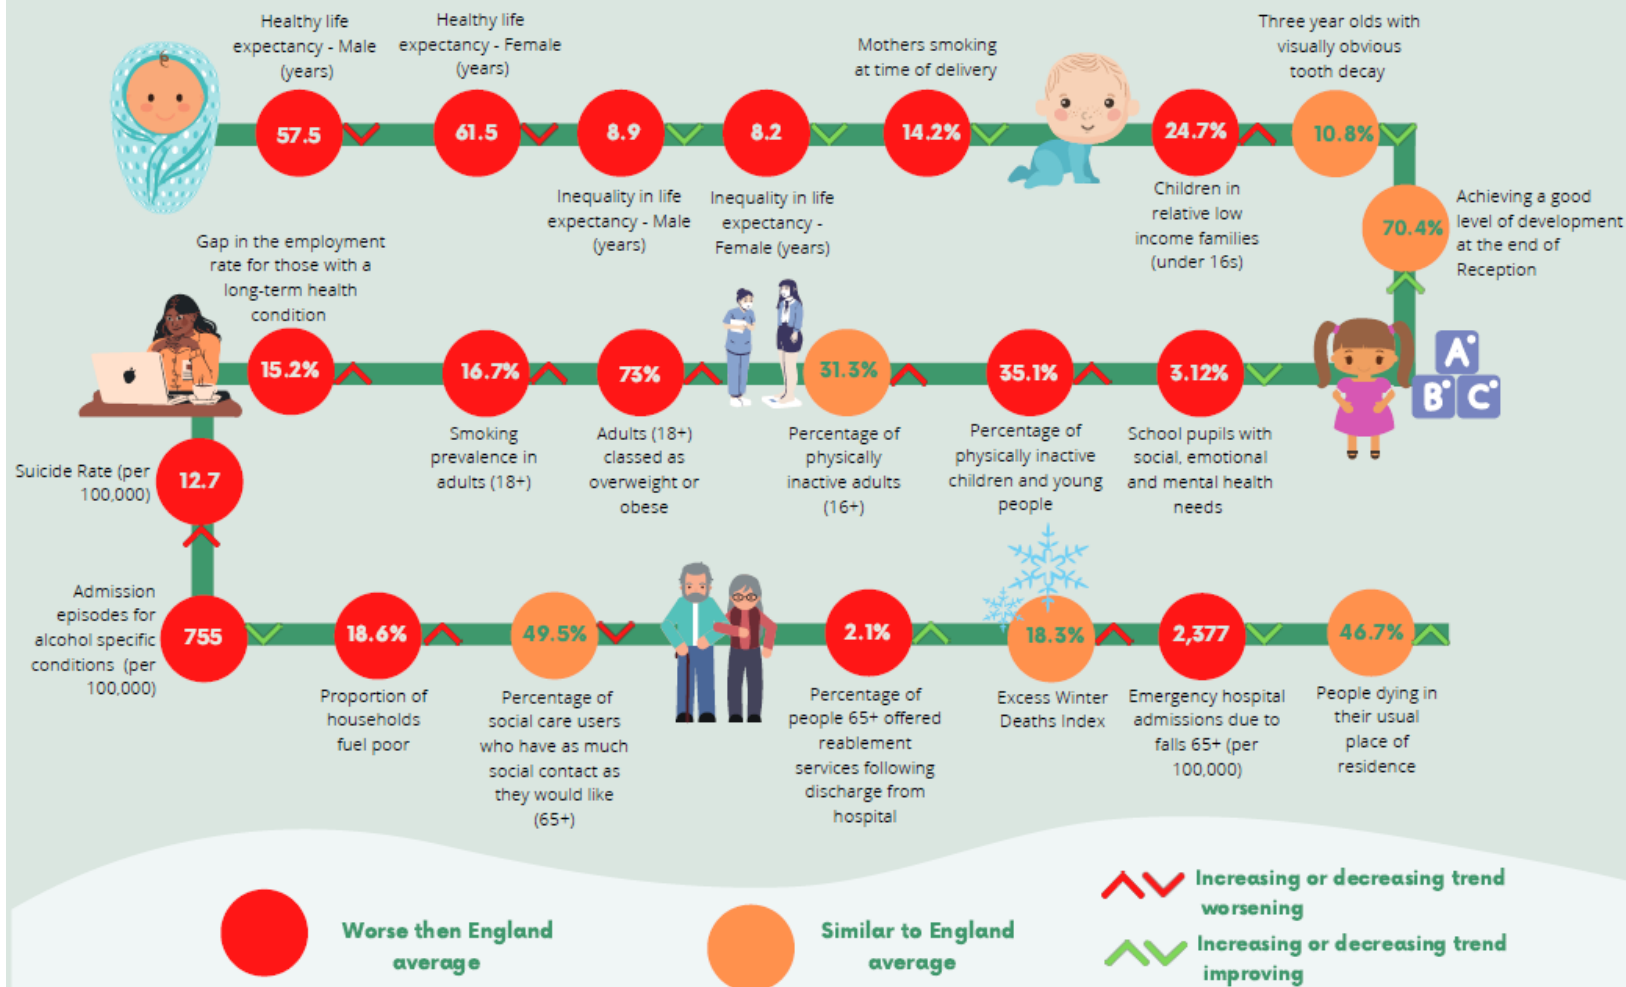 Healthy life
expectancy - Male
(years)
57.5
Healthy life
expectancy - Female
(years)
61.5
8.9
Inequality in life
expectancy - Male
(years)
8.2
Inequality in life
expectancy -
Female (years)
Mothers smoking
at time of delivery
14.2%
24.7%
Children in
relative low
income families
(under 16s)
Three year olds with
visually obvious
tooth decay
10.8%
70.4%
Achieving a good
level of development
at the end of
Reception
A
B C
3.12%
School pupils with
social, emotional
and mental health
needs
35.1%
Percentage of
physically inactive
children and young
people
31.3%
Percentage of
physically
inactive adults
(16+)
73%
Adults (18+)
classed as
overweight or
obese
16.7%
Smoking
prevalence in
adults (18+)
Gap in the employment
rate for those with a
long-term health
condition
15.2%
Suicide Rate (per
100,000)
12.7
Admission
episodes for
alcohol specific
conditions (per
100,000)
755
18.6%
Proportion of
households
fuel poor
49.5%
Percentage of
social care users
who have as much
social contact as
they would like
(65+)
2.1%
Percentage of
people 65+ offered
reablement
services following
discharge from
hospital
18.3%
Excess Winter
Deaths Index
2,377
Emergency hospital
admissions due to
falls 65+ (per
100,000)
46.7%
People dying in
their usual
place of
residence
Worse then England
average
Similar to England
average
Increasing or decreasing trend
worsening
Increasing or decreasing trend
improving